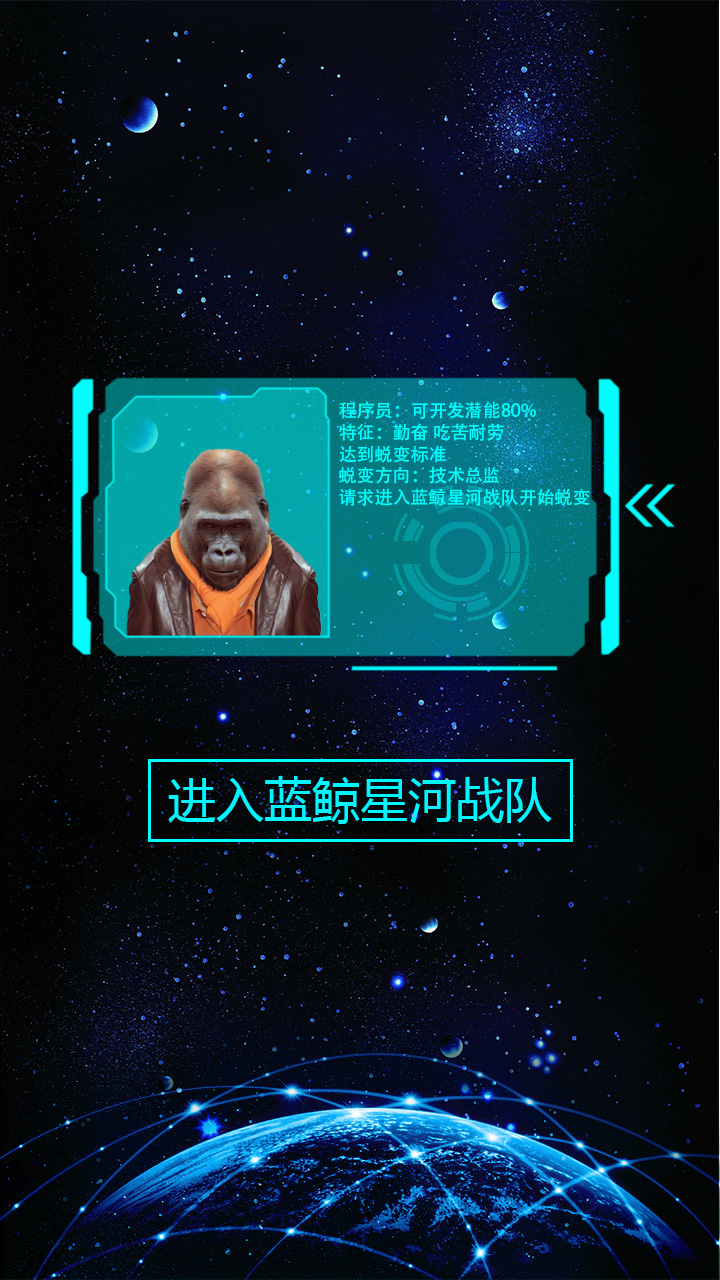 程序员：可开发潜能80%
特征：勤奋 吃苦耐劳
达到蜕变标准
蜕变方向：技术总监
请求进入蓝鲸星河战队开始蜕变
进入蓝鲸星河战队